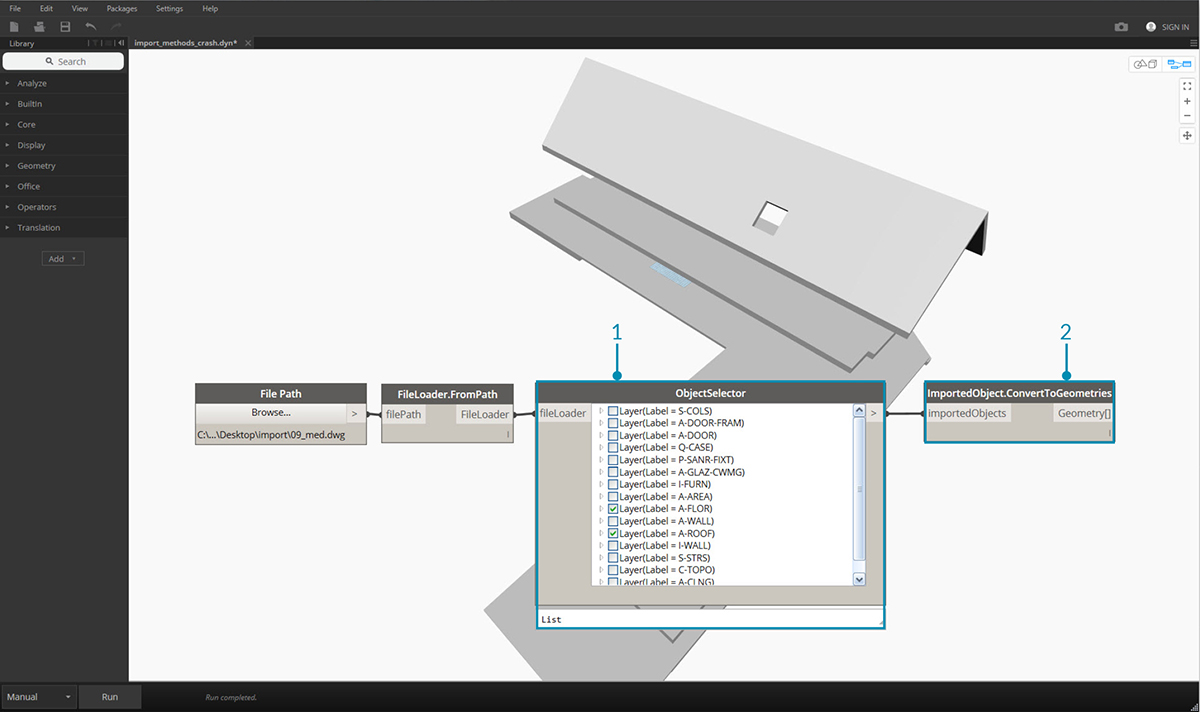 File Edit View Packages Settings Help
SIGN IN
Library
import_methods_crash.dyn*
Search
Analyze
BuiltIn
Core
Display
Geometry
Office
Operators
Translation
Add
1
2
File Path
Browse...
>
C:\...\Desktop\import\09_med.dwg
FileLoader.FromPath
filePath FileLoader
ObjectSelector
fileLoader
>
Layer(Label = S-COLS)
Layer(Label = A-DOOR-FRAM)
Layer(Label = A-DOOR)
Layer(Label = Q-CASE)
Layer(Label = P-SANR-FIXT)
Layer(Label = A-GLAZ-CWMG)
Layer(Label = I-FURN)
Layer(Label = A-AREA)
Layer(Label = A-FLOR)
Layer(Label = A-WALL)
Layer(Label = A-ROOF)
Layer(Label = I-WALL)
Layer(Label = S-STRS)
Layer(Label = C-TOPO)
Layer(Label = A-CLNG)
List
ImportedObject.ConvertToGeometries
importedObjects Geometry[]
Manual Run Run completed.